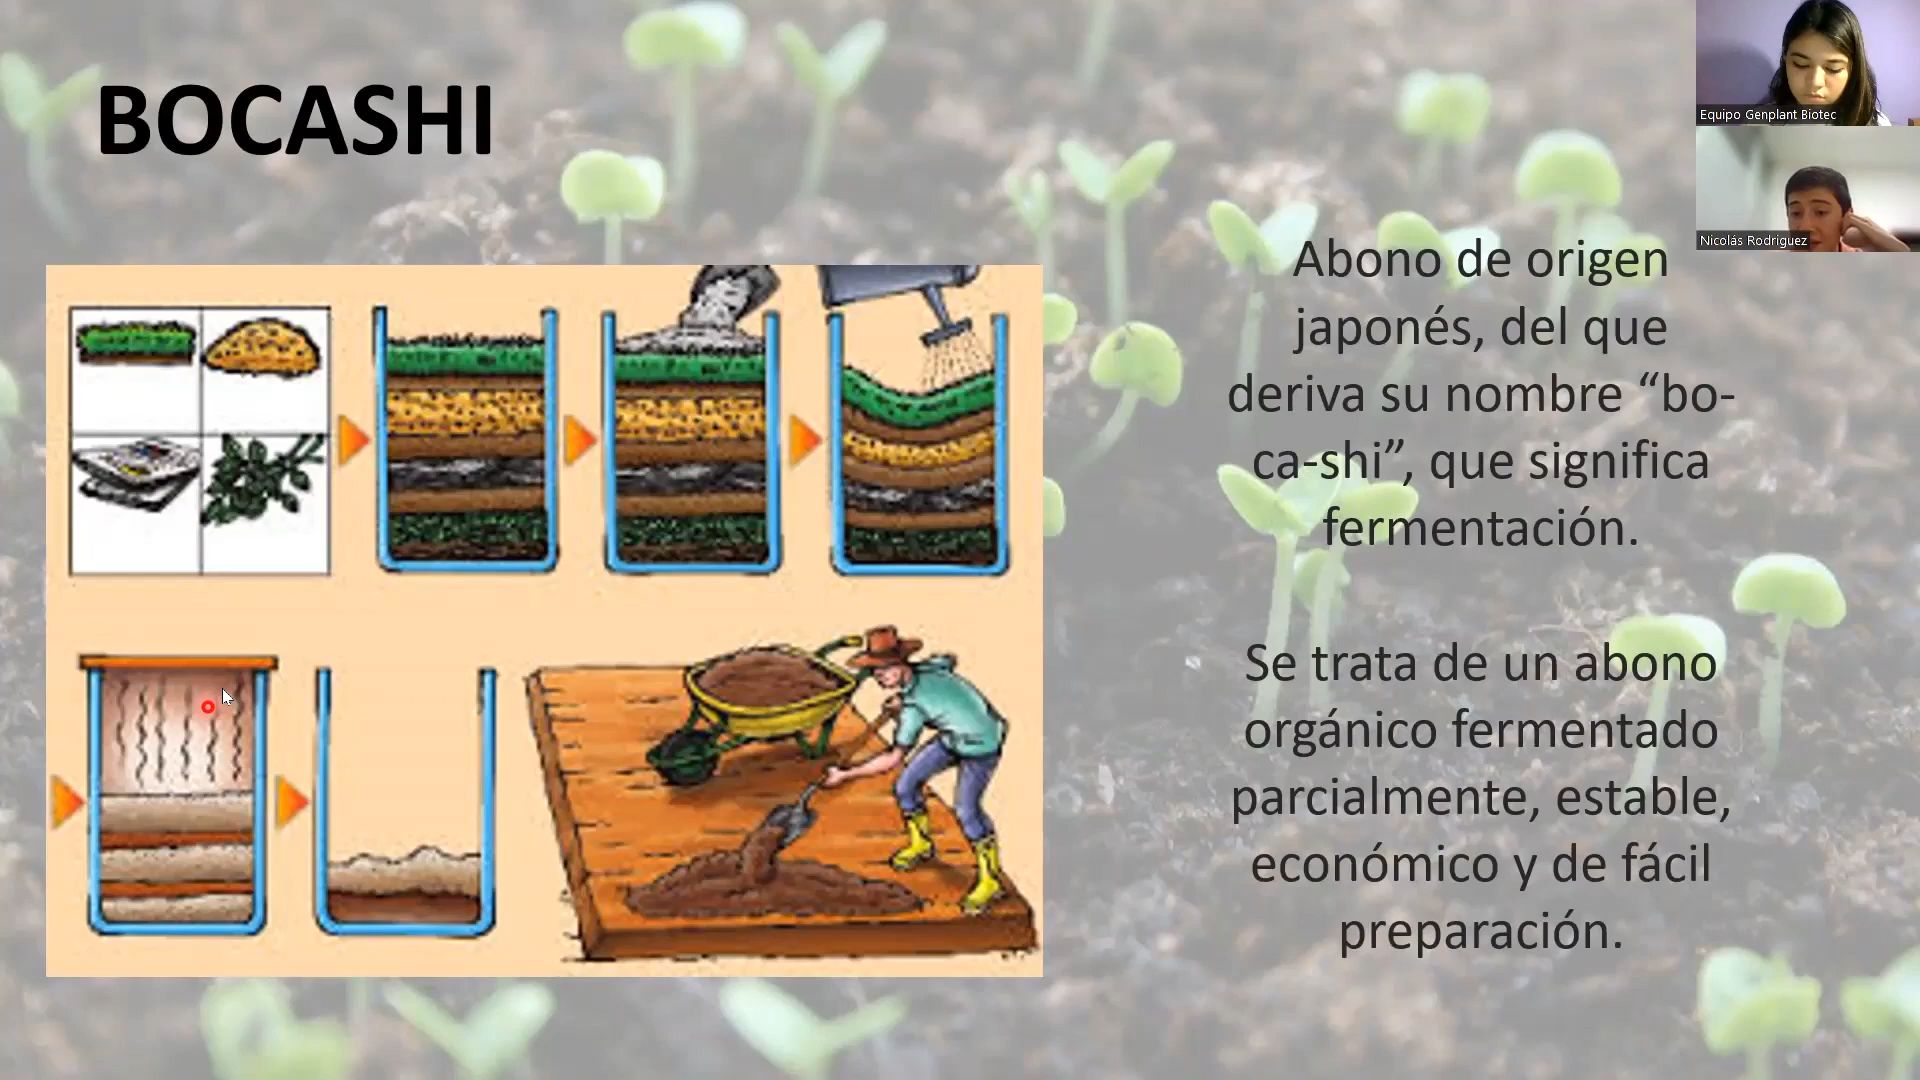 BOCASHI
Equipo Genplant Biotec
Nicolás Rodriguez
Abono de origen
japonés, del que
deriva su nombre “bo-
ca-shi”, que significa
fermentación.
Se trata de un abono
orgánico fermentado
parcialmente, estable,
económico y de fácil
preparación.